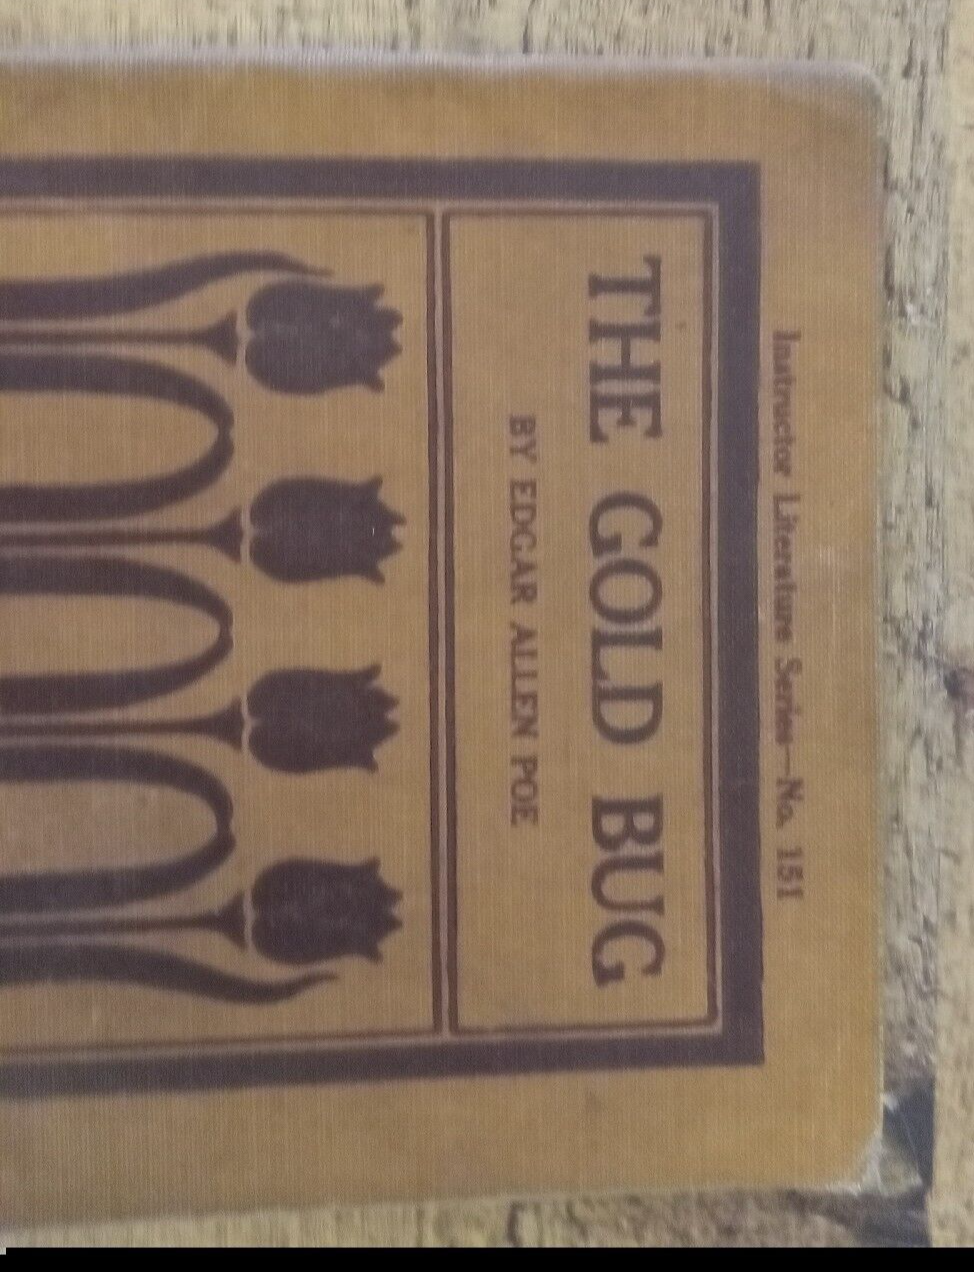 Instructor Literature Series—No. 151
THE GOLD BUG
BY EDGAR ALLEN POE